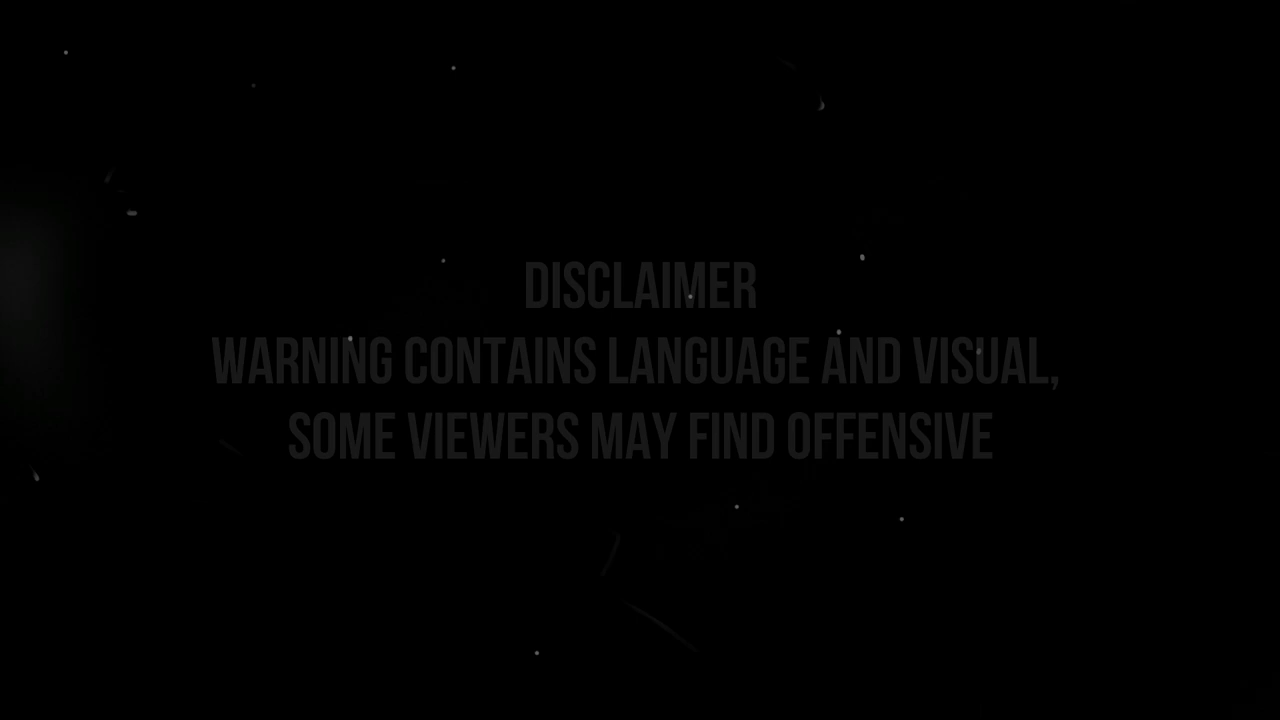 DISCLAIMER
WARNING CONTAINS LANGUAGE AND VISUAL,
SOME VIEWERS MAY FIND OFFENSIVE